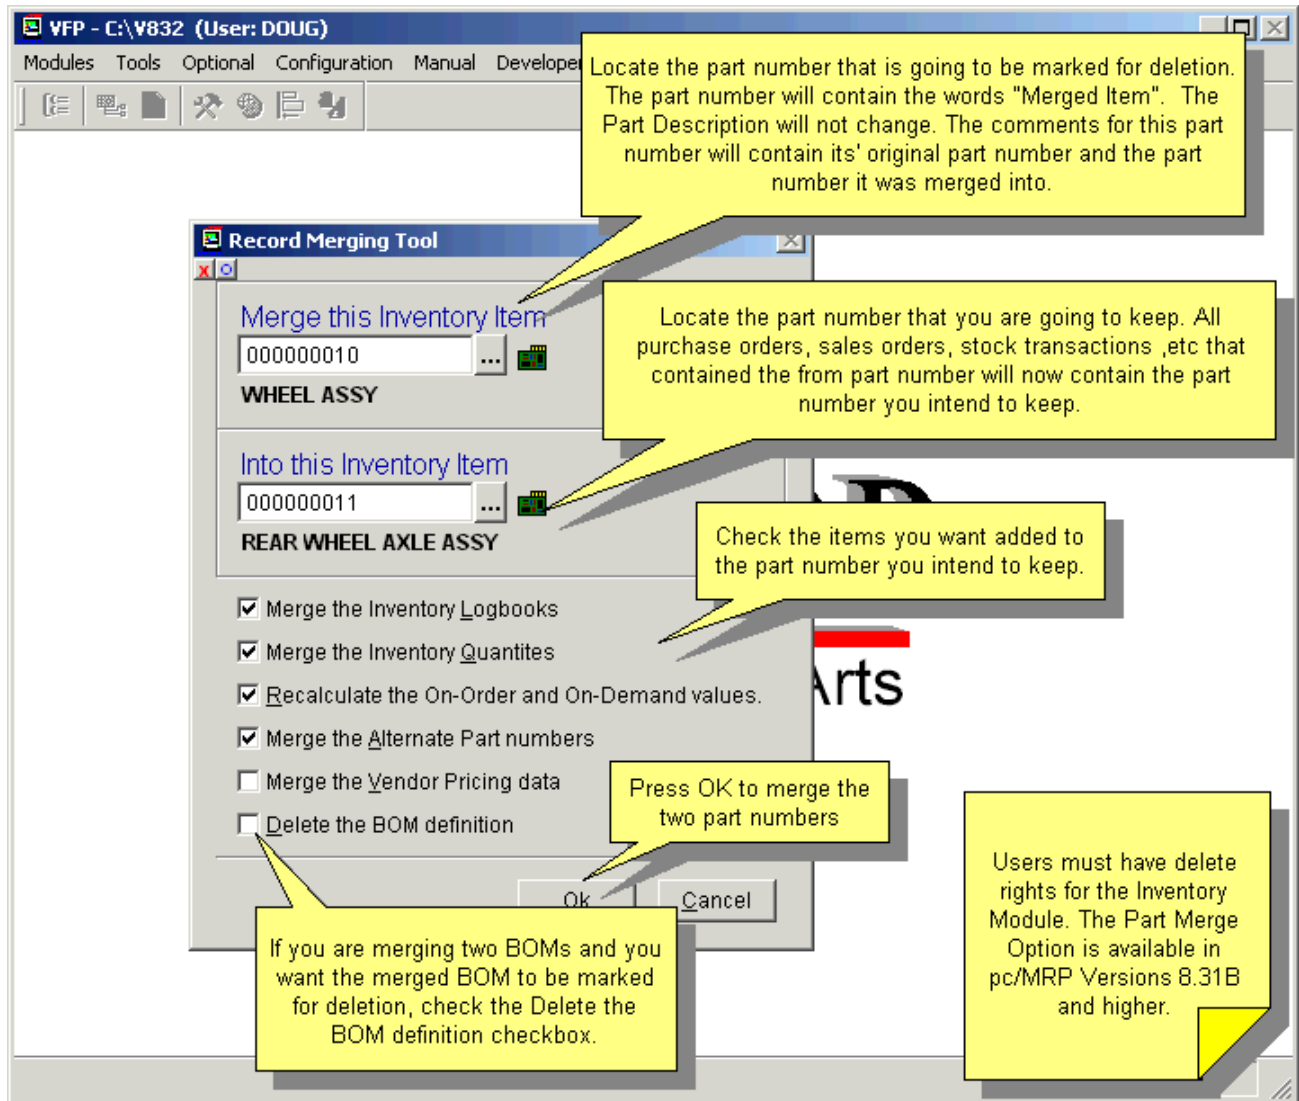 VFP - C:\V832 (User: DOUG)
Modules Tools Optional Configuration Manual Developer
Locate the part number that is going to be marked for deletion.
The part number will contain the words "Merged Item". The
Part Description will not change. The comments for this part
number will contain its' original part number and the part
number it was merged into.
Record Merging Tool
Merge this Inventory Item
000000010
...
WHEEL ASSY
Locate the part number that you are going to keep. All
purchase orders, sales orders, stock transactions ,etc that
contained the from part number will now contain the part
number you intend to keep.
Into this Inventory Item
000000011
...
REAR WHEEL AXLE ASSY
Check the items you want added to
the part number you intend to keep.
Merge the Inventory Logbooks
Merge the Inventory Quantites
Recalculate the On-Order and On-Demand values.
Merge the Alternate Part numbers
Merge the Vendor Pricing data
Delete the BOM definition
Arts
Press OK to merge the
two part numbers
Ok
Cancel
If you are merging two BOMs and you
want the merged BOM to be marked
for deletion, check the Delete the
BOM definition checkbox.
Users must have delete
rights for the Inventory
Module. The Part Merge
Option is available in
pc/MRP Versions 8.31B
and higher.